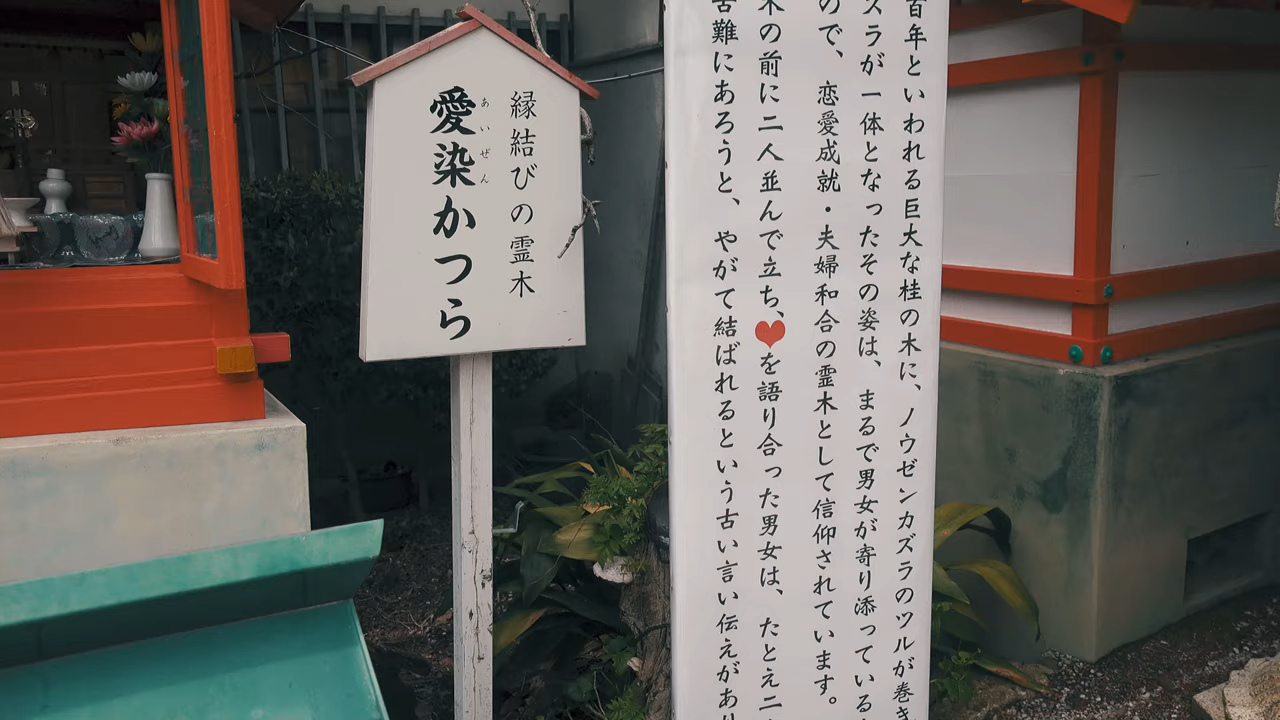 縁結びの霊木
愛染かつら
あいぜん
百年といわれる巨大な桂の木に、ノウゼンカズラのツルが巻き
ズラが一体となったその姿は、まるで男女が寄り添っている
ので、恋愛成就・夫婦和合の霊木として信仰されています。
木の前に二人並んで立ち、♥を語り合った男女は、たとえ二
苦難にあろうと、やがて結ばれるという古い言い伝えがあり